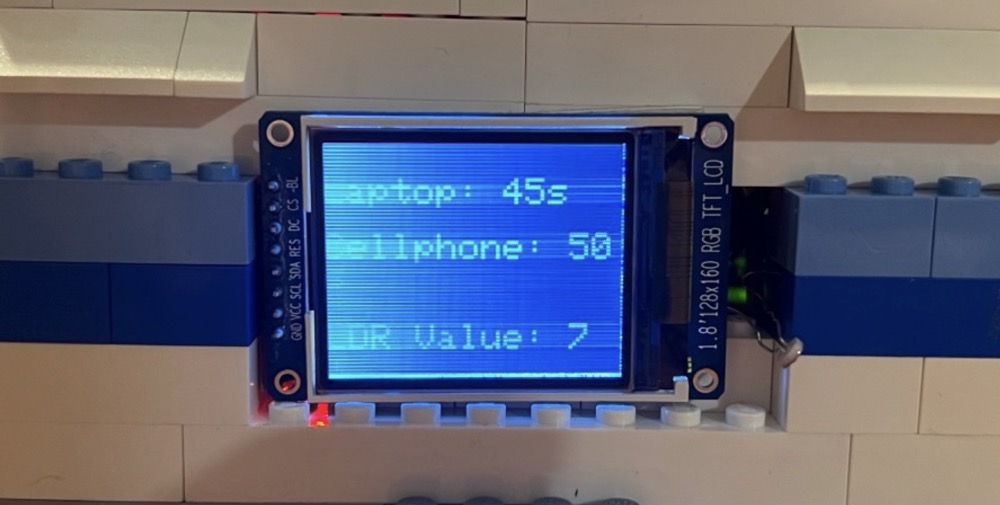 aptop: 45s
ellphone: 50
DR Value: 7
GND VCC SCL SDA RES DC CS -BL
1.8'128x160 RGB TFT_LCD